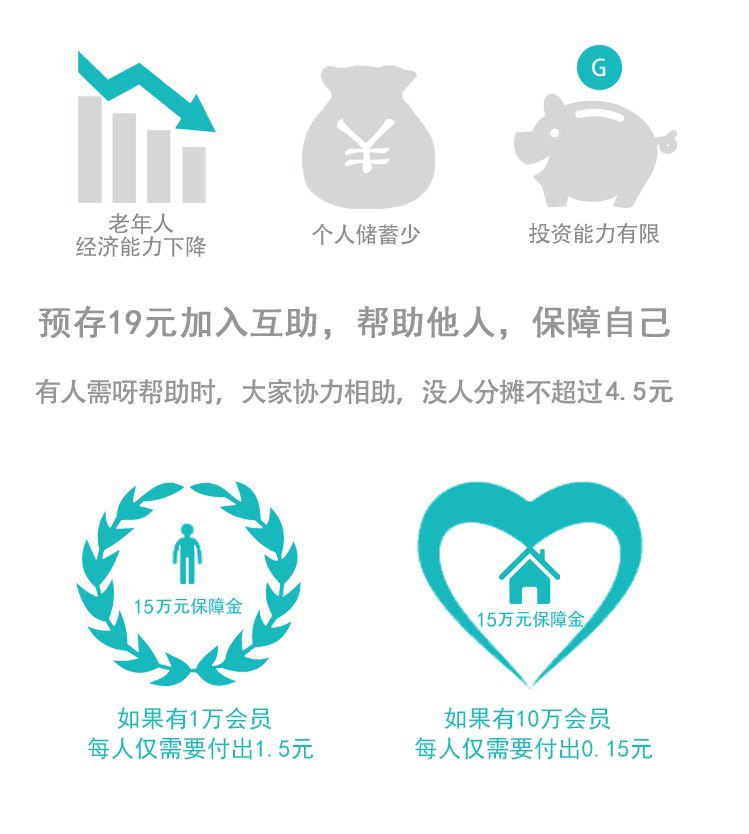 G
¥
老年人
经济能力下降
个人储蓄少
投资能力有限
预存19元加入互助，帮助他人，保障自己
有人需呀帮助时，大家协力相助，没人分摊不超过4.5元
15万元保障金
15万元保障金
如果有1万会员
每人仅需要付出1.5元
如果有10万会员
每人仅需要付出0.15元